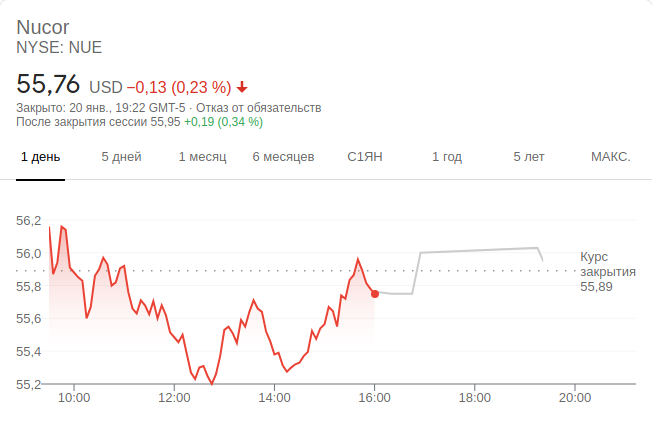 Nucor
NYSE: NUE
55,76 USD −0,13 (0,23 %)
Закрыто: 20 янв., 19:22 GMT-5 · Отказ от обязательств
После закрытия сессии 55,95 +0,19 (0,34 %)
1 день 5 дней 1 месяц 6 месяцев С1ЯН 1 год 5 лет МАКС.
56,2
56,0
55,8
55,6
55,4
55,2
Курс
закрытия
55,89
10:00 12:00 14:00 16:00 18:00 20:00